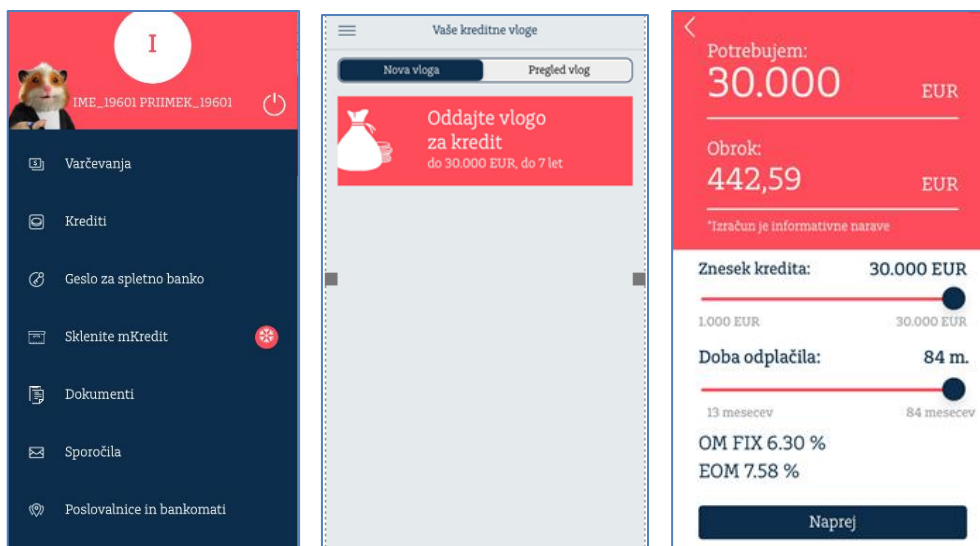 I
IME_19601 PRIIMEK_19601
Varčevanja
Krediti
Geslo za spletno banko
Sklenite mKredit
Dokumenti
Sporočila
Poslovalnice in bankomati
Vaše kreditne vloge
Nova vloga
Pregled vlog
Oddajte vlogo
za kredit
do 30.000 EUR, do 7 let
Potrebujem:
30.000 EUR
Obrok:
442,59 EUR
*Izračun je informativne narave
Znesek kredita: 30.000 EUR
1.000 EUR 30.000 EUR
Doba odplačila: 84 m.
13 mesecev 84 mesecev
OM FIX 6.30 %
EOM 7.58 %
Naprej